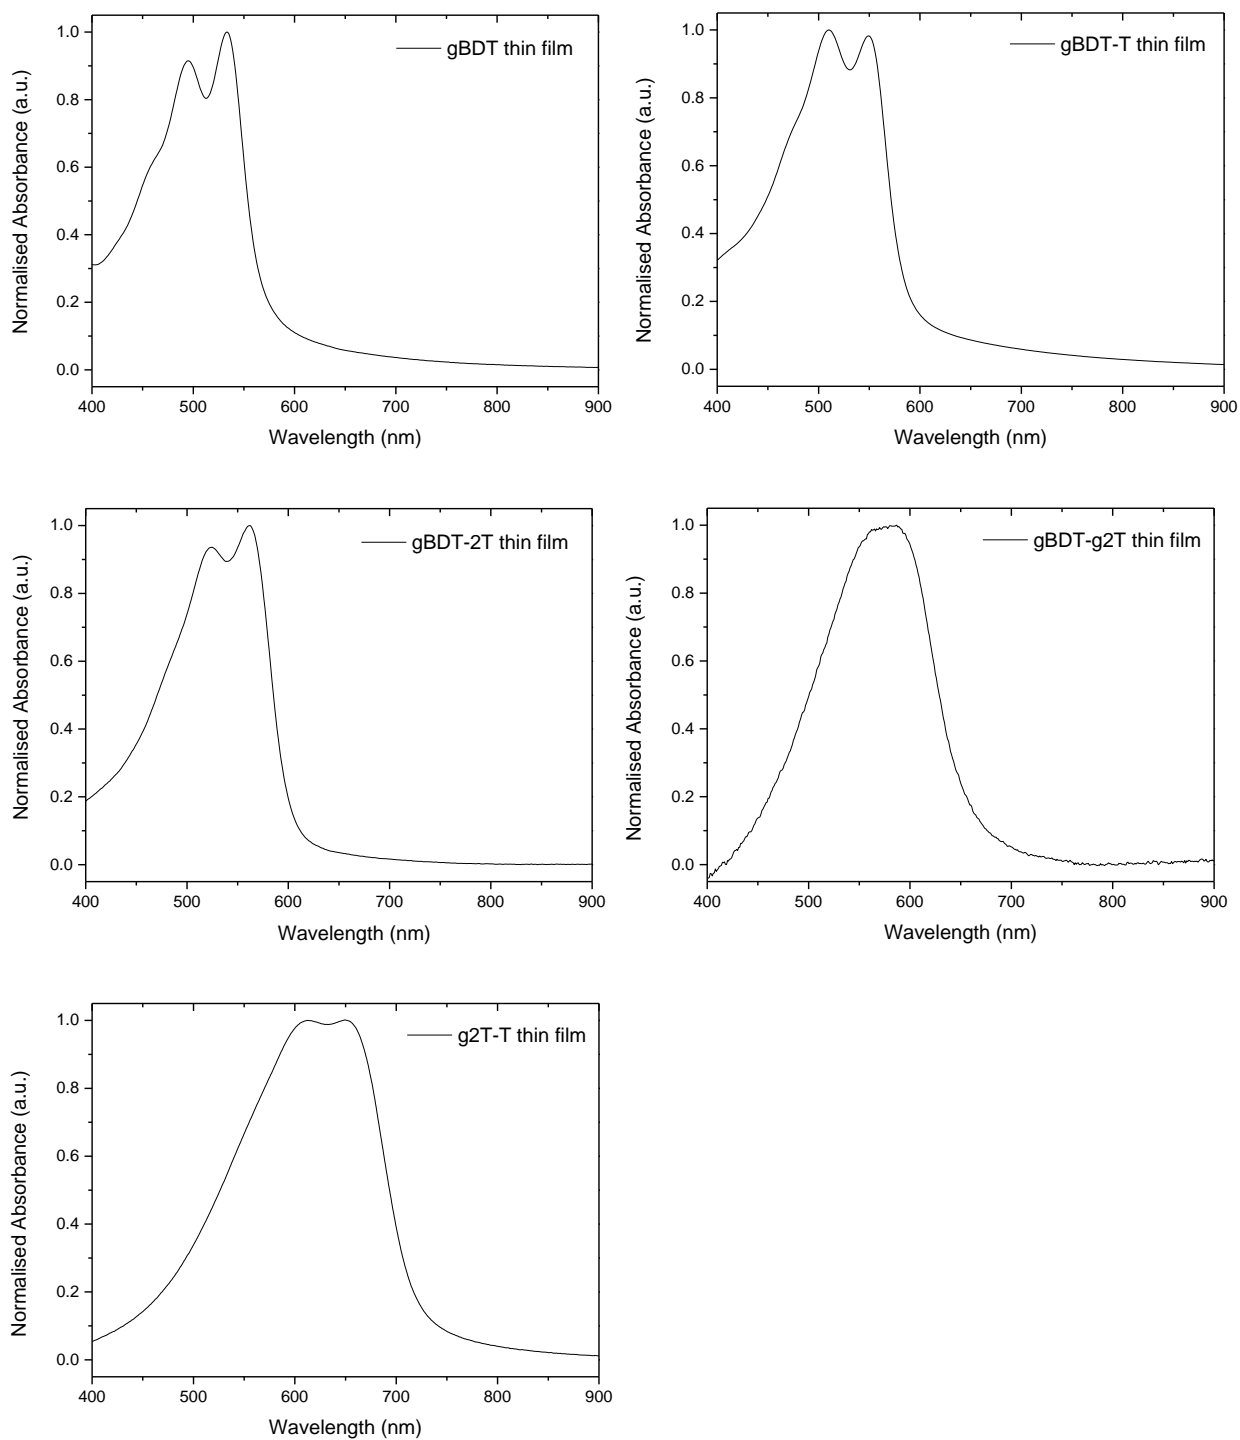 gBDT thin film
1.0
0.8
0.6
0.4
0.2
0.0
Normalised Absorbance (a.u.)
400 500 600 700 800 900
Wavelength (nm)
gBDT-T thin film
1.0
0.8
0.6
0.4
0.2
0.0
Normalised Absorbance (a.u.)
400 500 600 700 800 900
Wavelength (nm)
gBDT-2T thin film
1.0
0.8
0.6
0.4
0.2
0.0
Normalised Absorbance (a.u.)
400 500 600 700 800 900
Wavelength (nm)
gBDT-g2T thin film
1.0
0.8
0.6
0.4
0.2
0.0
Normalised Absorbance (a.u.)
400 500 600 700 800 900
Wavelength (nm)
g2T-T thin film
1.0
0.8
0.6
0.4
0.2
0.0
Normalised Absorbance (a.u.)
400 500 600 700 800 900
Wavelength (nm)